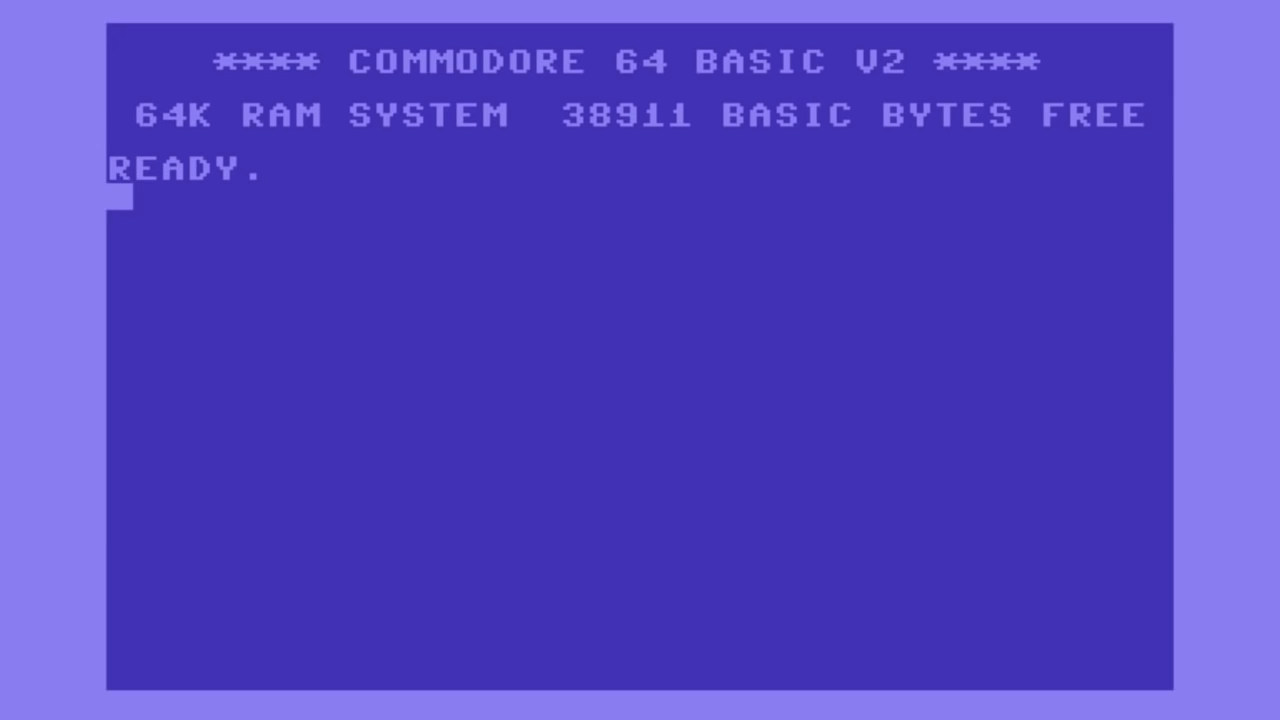 **** COMMODORE 64 BASIC V2 ****
64K RAM SYSTEM  38911 BASIC BYTES FREE
READY.